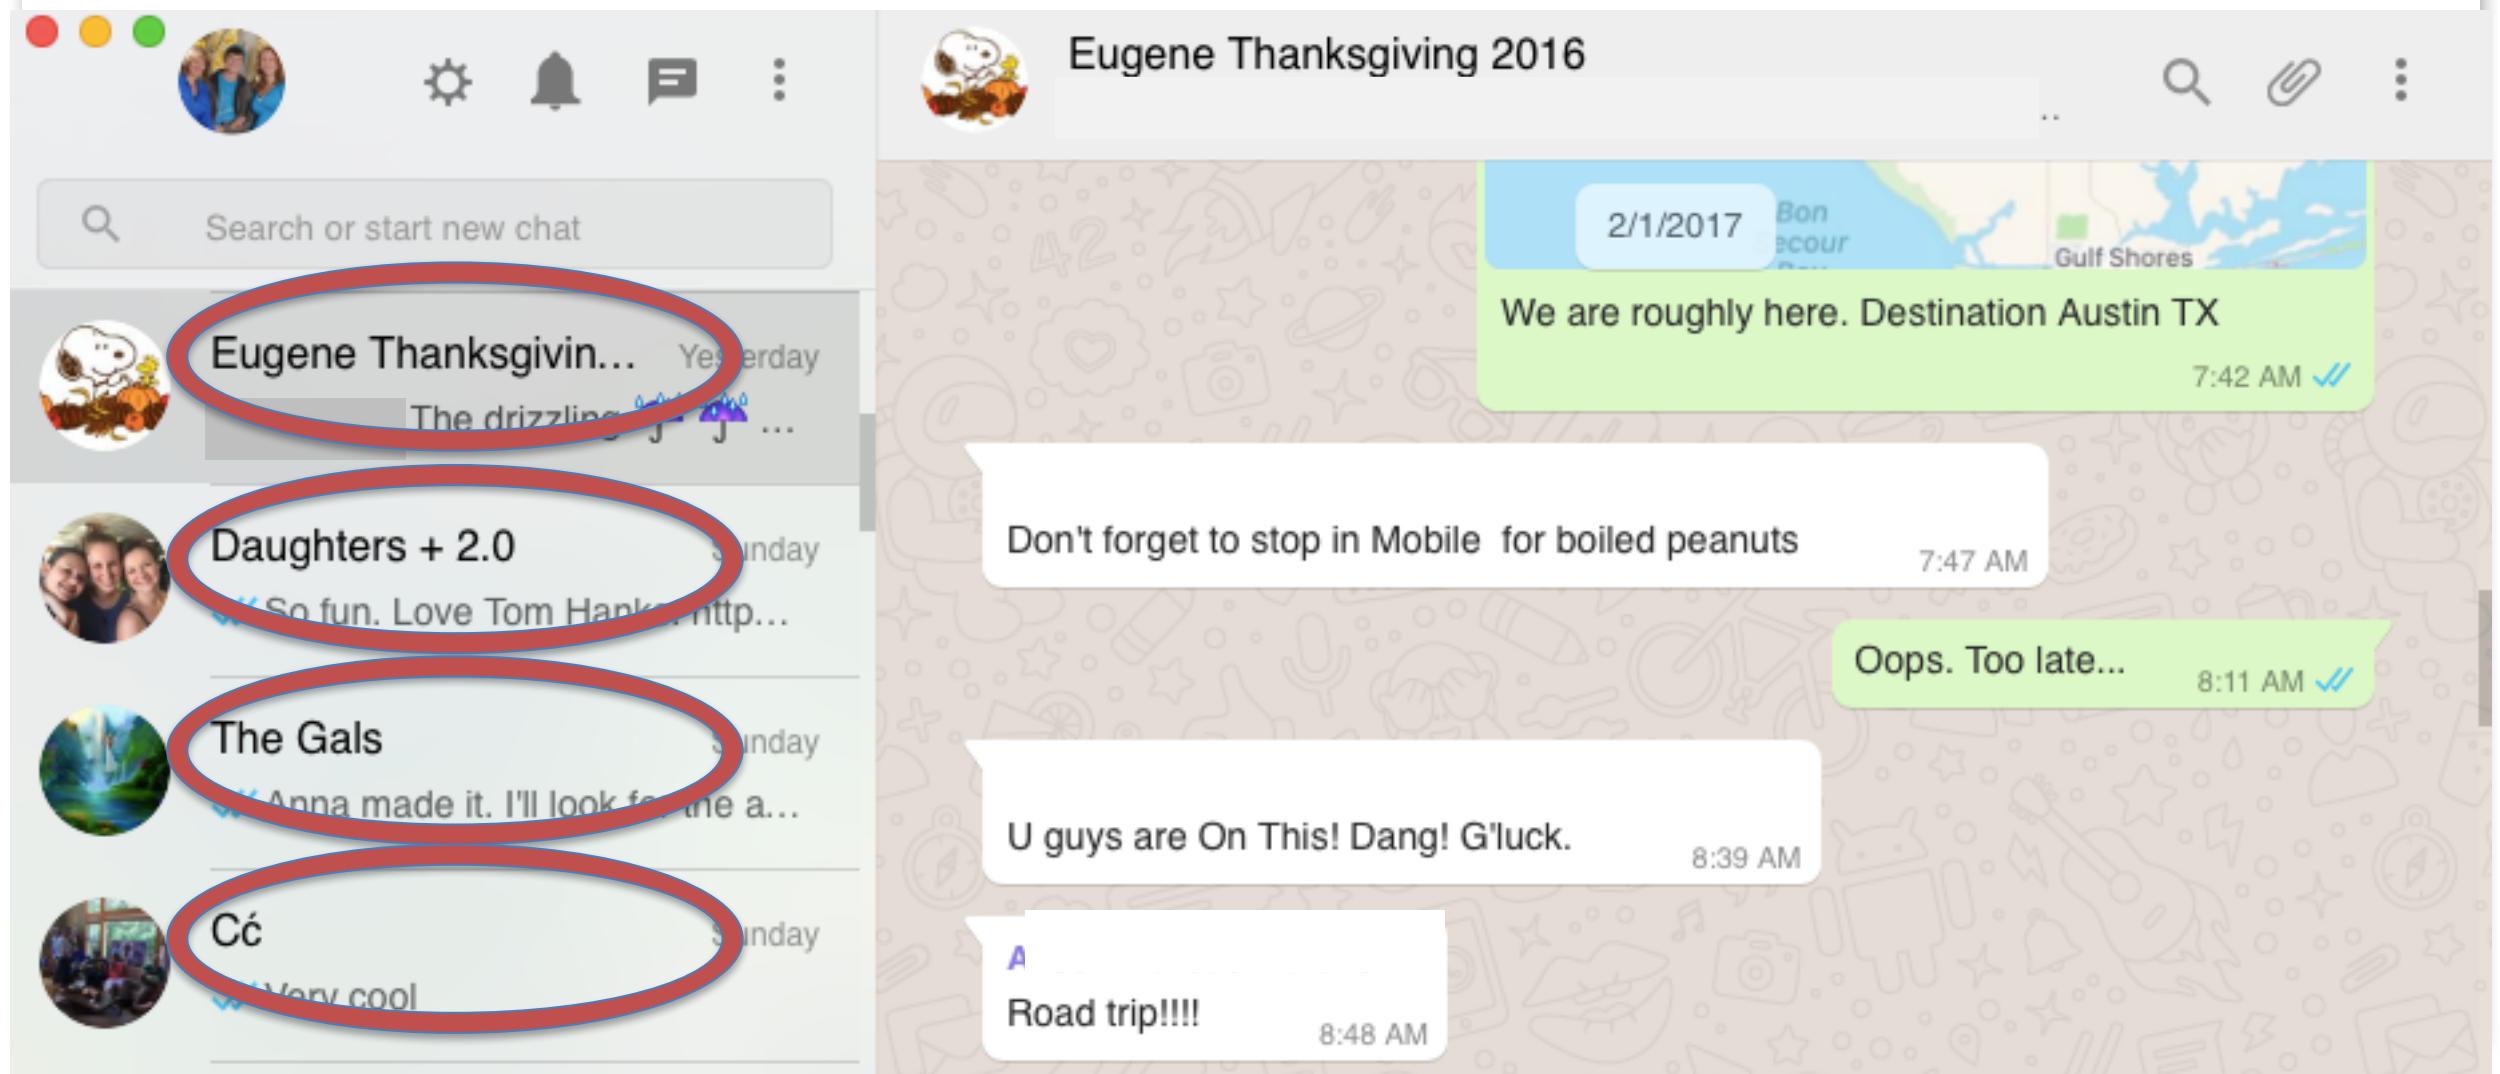 Search or start new chat
Eugene Thanksgivin... Yesterday
The drizzling ...
Daughters + 2.0 Sunday
So fun. Love Tom Hanks. http...
The Gals Sunday
Anna made it. I'll look for the a...
Cć Sunday
Very cool
Eugene Thanksgiving 2016
..
2/1/2017
Bon
Secour
Gulf Shores
We are roughly here. Destination Austin TX
7:42 AM
Don't forget to stop in Mobile for boiled peanuts
7:47 AM
Oops. Too late...
8:11 AM
U guys are On This! Dang! G'luck.
8:39 AM
A
Road trip!!!!
8:48 AM